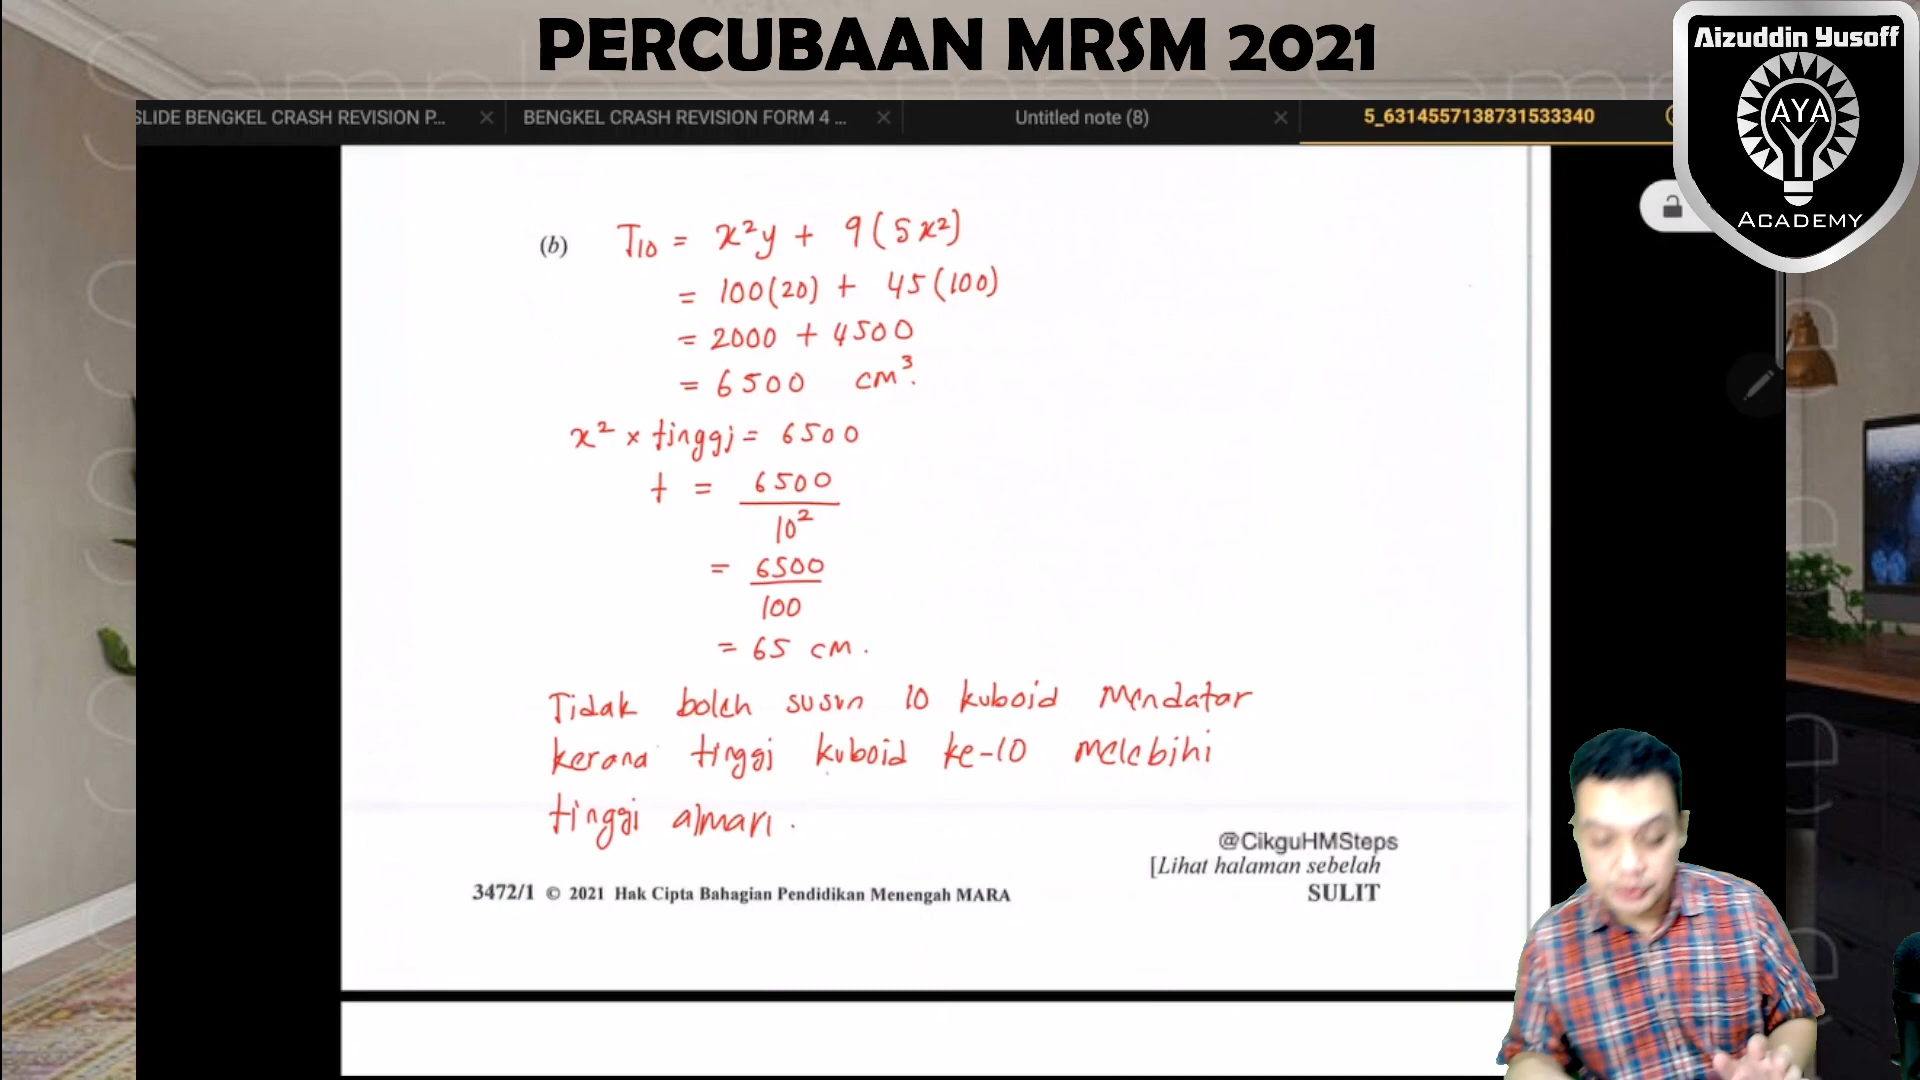 PERCUBAAN MRSM 2021
Aizuddin Yusoff
AYA
ACADEMY
SLIDE BENGKEL CRASH REVISION P...
BENGKEL CRASH REVISION FORM 4 ...
Untitled note (8)
5_6314557138731533340
(b) T10 = x²y + 9(5x²)
= 100(20) + 45(100)
= 2000 + 4500
= 6500 cm³.
x² × tinggi = 6500
t = 6500/10²
= 6500/100
= 65 cm.
Tidak boleh susun 10 kuboid mendatar
kerana tinggi kuboid ke-10 melebihi
tinggi almari.
@CikguHMSteps
[Lihat halaman sebelah
3472/1 © 2021 Hak Cipta Bahagian Pendidikan Menengah MARA
SULIT